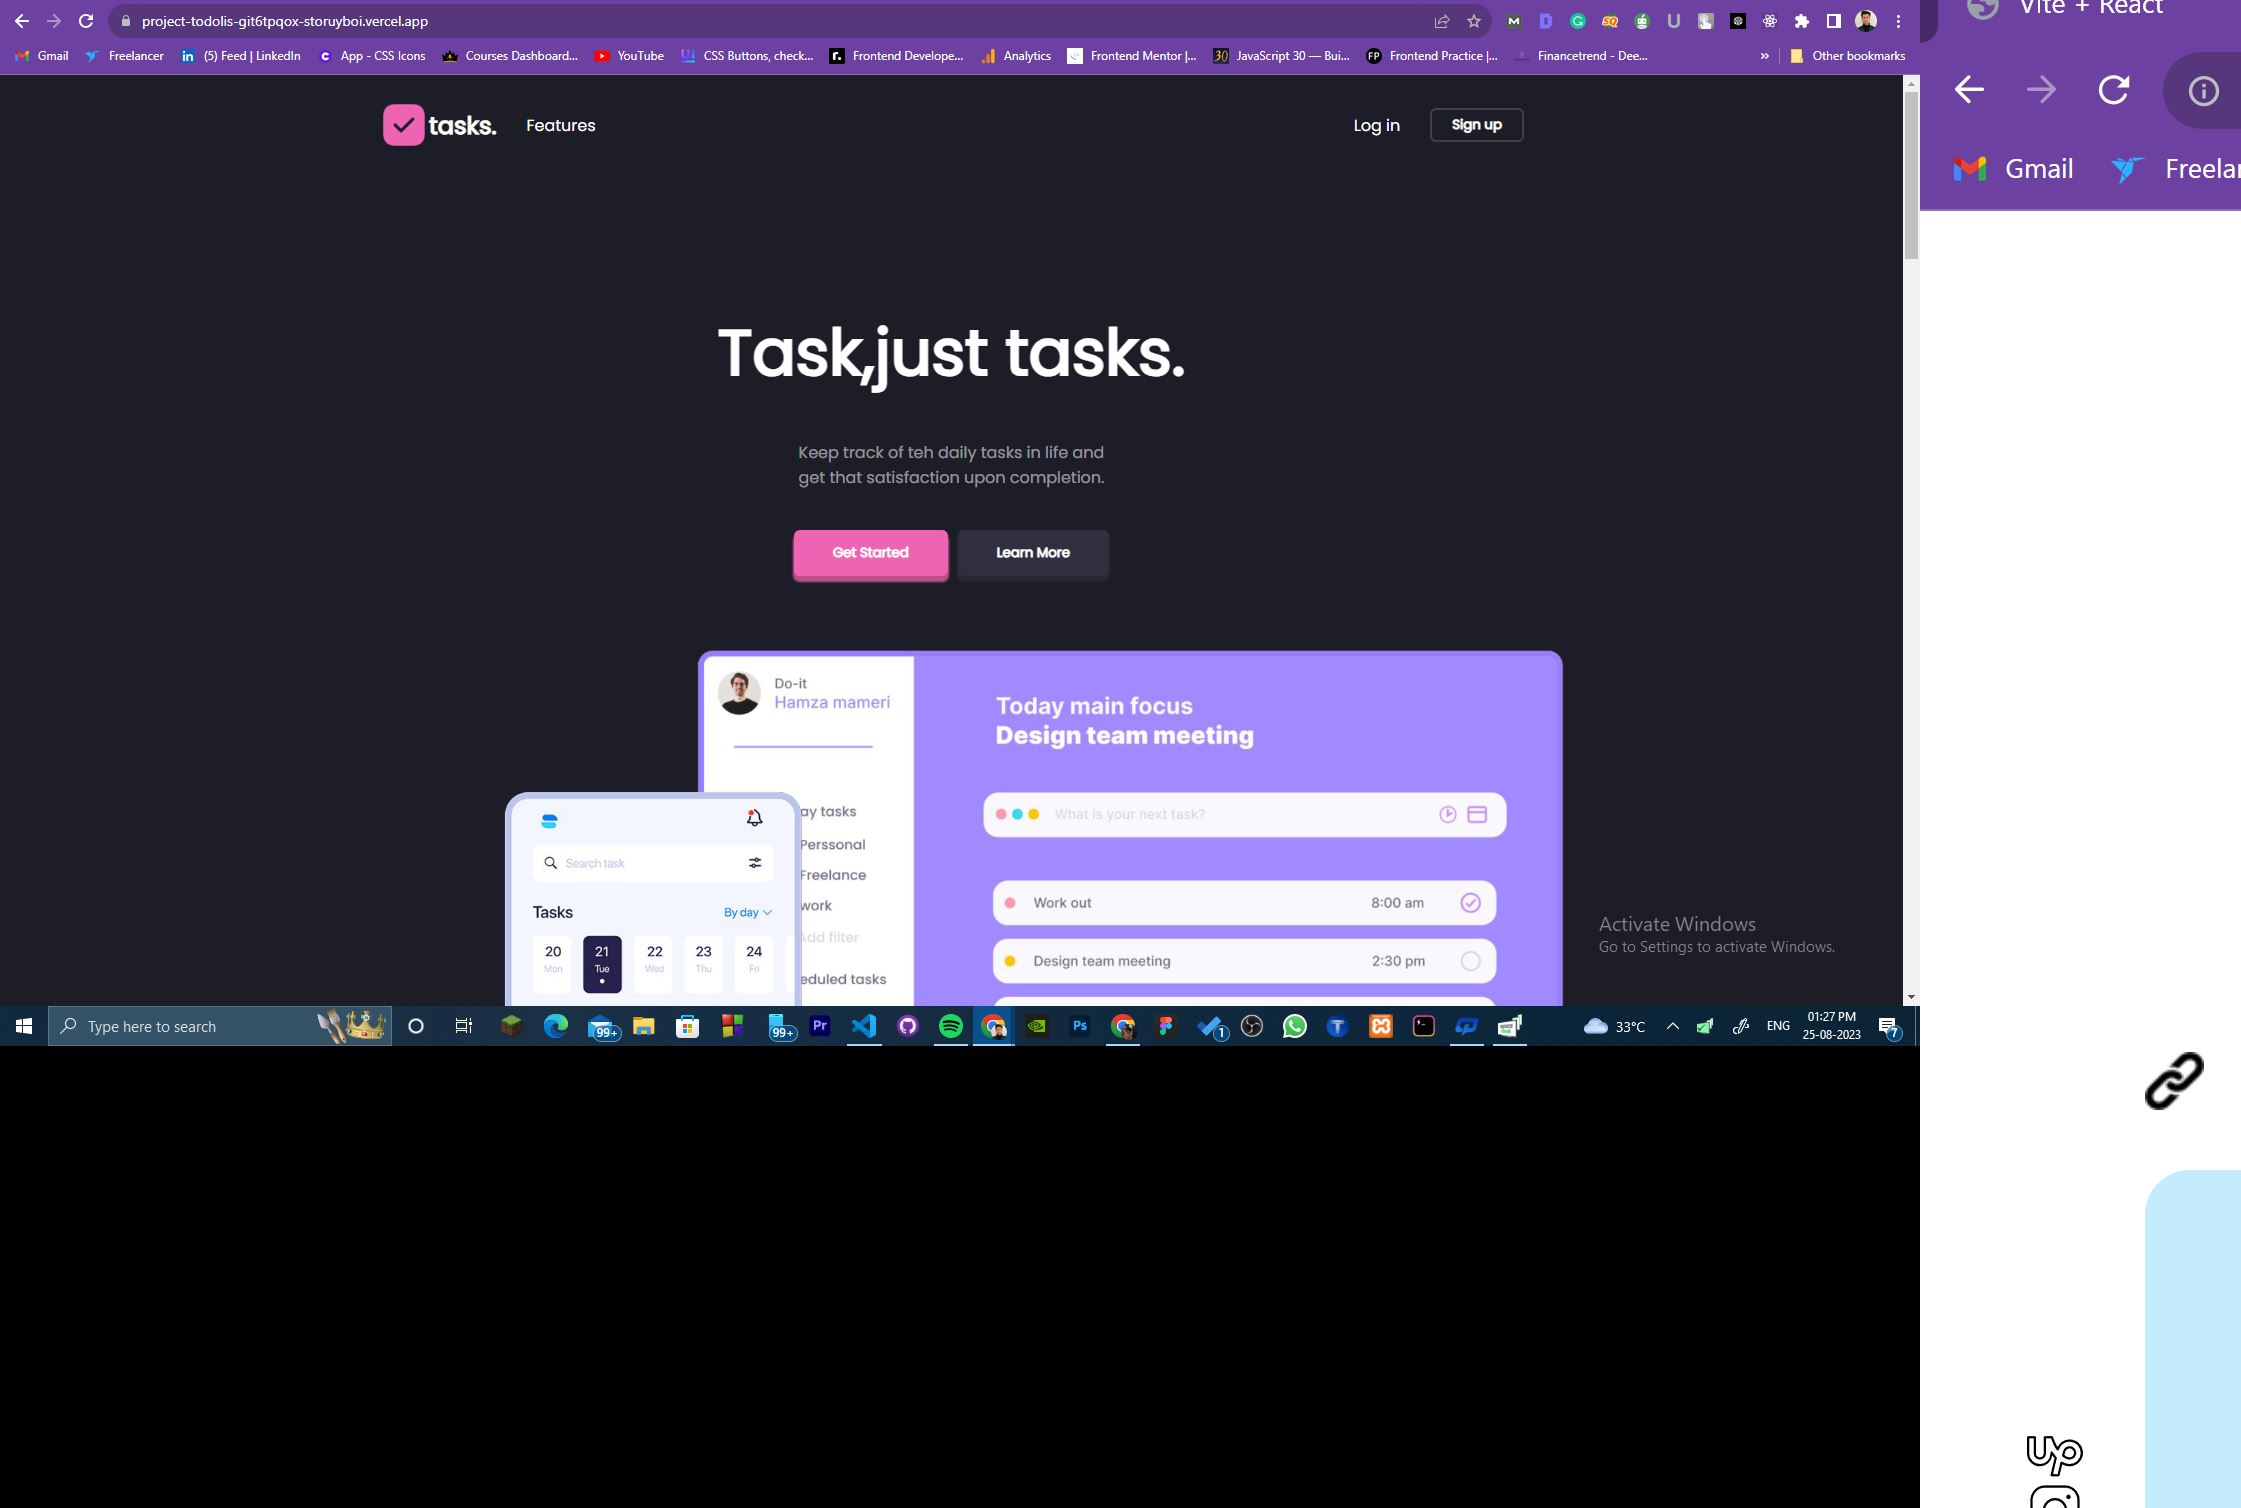 project-todolis-git6tpqox-storuyboi.vercel.app
Gmail Freelancer (5) Feed | LinkedIn App - CSS Icons Courses Dashboard... YouTube CSS Buttons, check... Frontend Develope... Analytics Frontend Mentor |... JavaScript 30 — Bui... Frontend Practice |... Financetrend - Dee... » Other bookmarks
tasks. Features Log in Sign up
Task,just tasks.
Keep track of teh daily tasks in life and
get that satisfaction upon completion.
Get Started Learn More
Do-it
Hamza mameri
Today main focus
Design team meeting
What is your next task?
ay tasks
Perssonal
Freelance
work
Add filter
eduled tasks
Work out 8:00 am
Design team meeting 2:30 pm
Search task
Tasks By day
20 21 22 23 24
Mon Tue Wed Thu Fri
Activate Windows
Go to Settings to activate Windows.
Type here to search 99+ 99+ Pr Ps 1 33°C ENG 01:27 PM
25-08-2023 7
Vite + React
Gmail Freelan
up